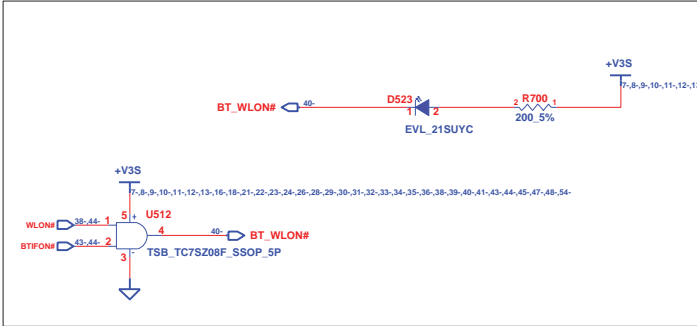 +V3S
7-,8-,9-,10-,11-,12-,13
BT_WLON#
40-
D523
1
2
EVL_21SUYC
2
R700
1
200_5%
+V3S
7-,8-,9-,10-,11-,12-,13-,16-,18-,21-,22-,23-,24-,26-,28-,29-,30-,31-,32-,33-,34-,35-,36-,38-,39-,40-,41-,43-,44-,45-,47-,48-,54-
WLON#
38-,44-
1
5
+
U512
BTIFON#
43-,44-
2
4
40-
BT_WLON#
3
-
TSB_TC7SZ08F_SSOP_5P